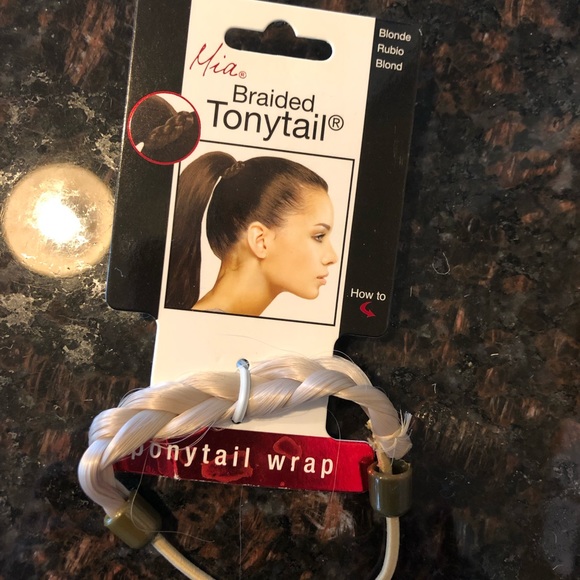 Blonde
Rubio
Blond
Mia®
Braided
Tonytail®
How to
ponytail wrap